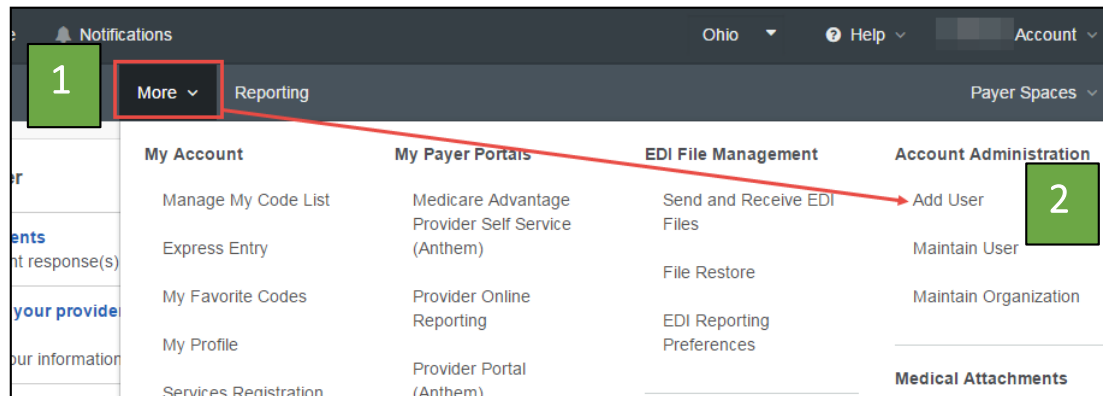 Notifications
Ohio
Help
Account
1
More
Reporting
Payer Spaces
My Account
Manage My Code List
Express Entry
My Favorite Codes
My Profile
Services Registration
My Payer Portals
Medicare Advantage
Provider Self Service
(Anthem)
Provider Online
Reporting
Provider Portal
(Anthem)
EDI File Management
Send and Receive EDI
Files
File Restore
EDI Reporting
Preferences
Account Administration
Add User
2
Maintain User
Maintain Organization
Medical Attachments
nt response(s)
your provider
our information